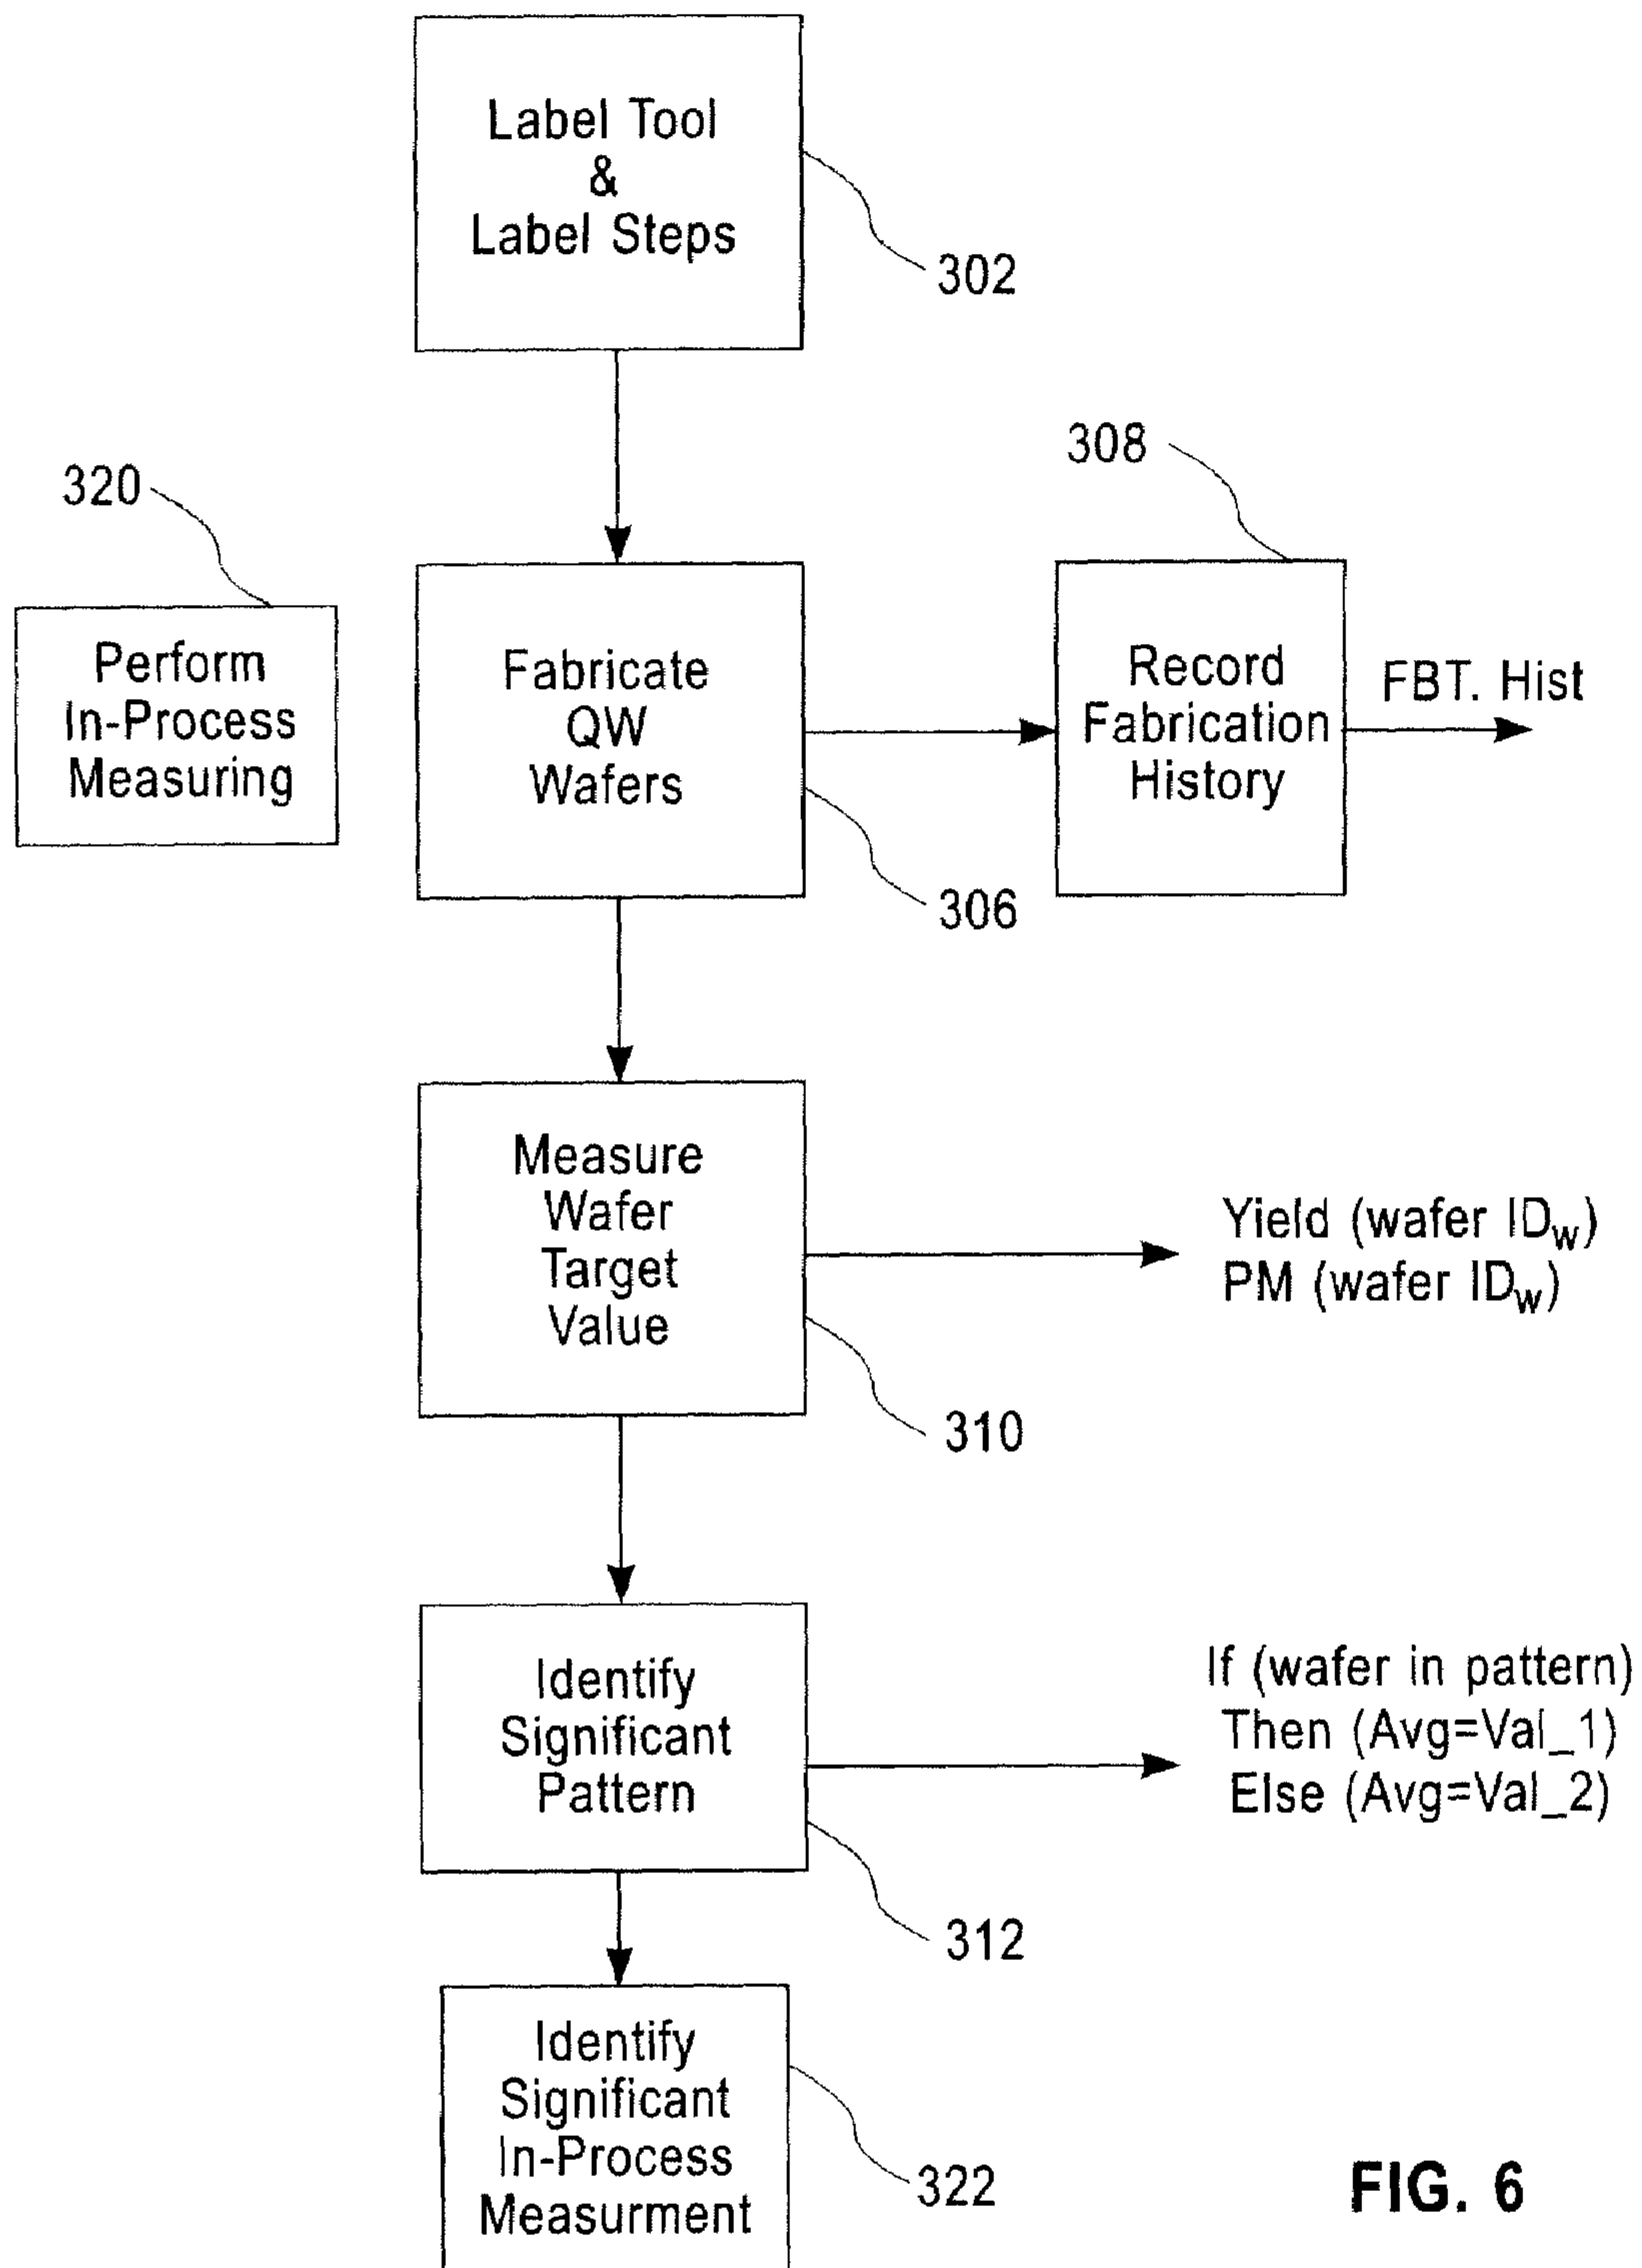 Label Tool
&
Label Steps
302
308
320
Perform
In-Process
Measuring
Fabricate
QW
Wafers
306
Record
Fabrication
History
FBT. Hist
Measure
Wafer
Target
Value
310
Yield (wafer IDw)
PM (wafer IDw)
Identify
Significant
Pattern
312
If (wafer in pattern)
Then (Avg=Val_1)
Else (Avg=Val_2)
Identify
Significant
In-Process
Measurment
322
FIG. 6